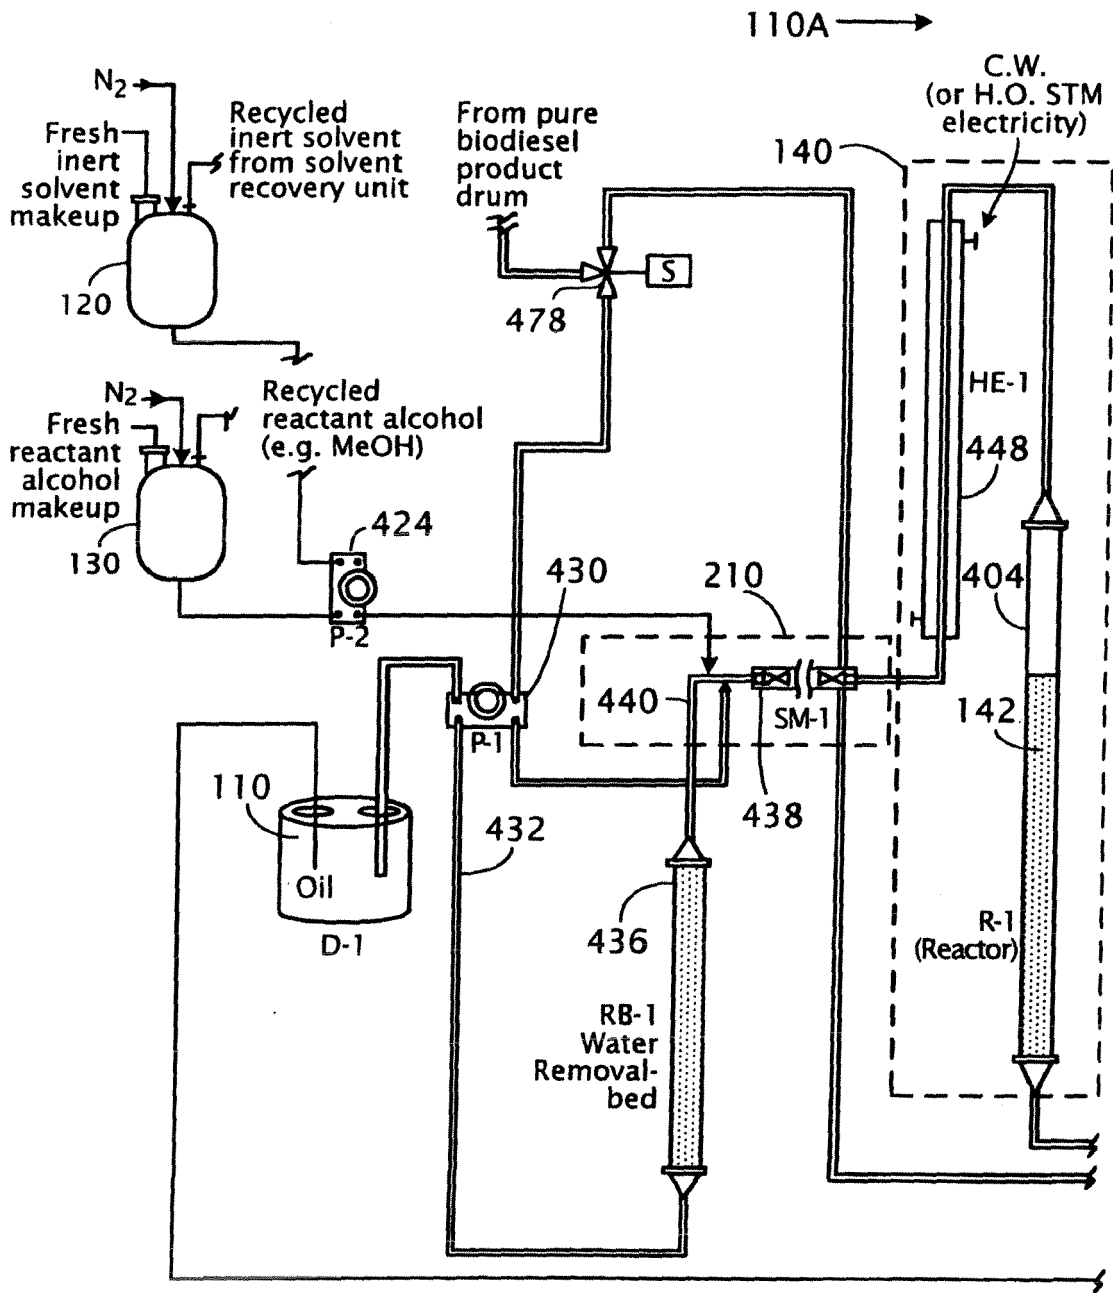 110A
N2
Fresh
inert
solvent
makeup
Recycled
inert solvent
from solvent
recovery unit
120
From pure
biodiesel
product
drum
S
478
C.W.
(or H.O. STM
electricity)
140
HE-1
448
404
142
R-1
(Reactor)
N2
Fresh
reactant
alcohol
makeup
130
Recycled
reactant alcohol
(e.g. MeOH)
424
P-2
430
P-1
210
440
SM-1
438
110
Oil
D-1
432
436
RB-1
Water
Removal-
bed